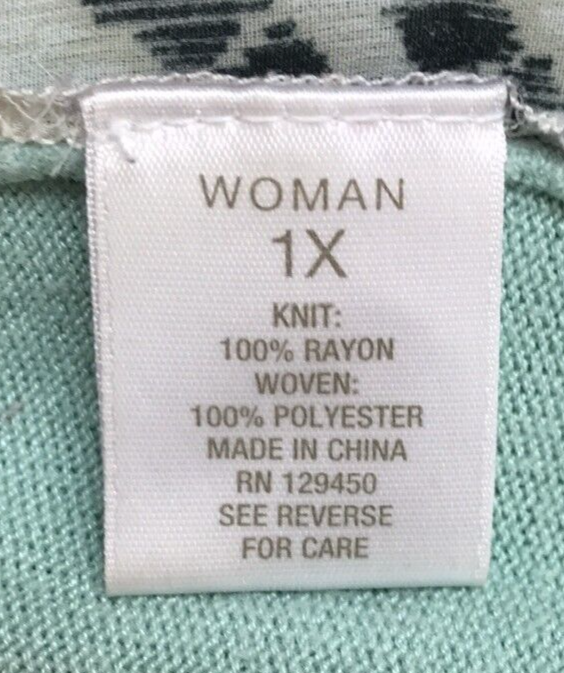 WOMAN
1X
KNIT:
100% RAYON
WOVEN:
100% POLYESTER
MADE IN CHINA
RN 129450
SEE REVERSE
FOR CARE